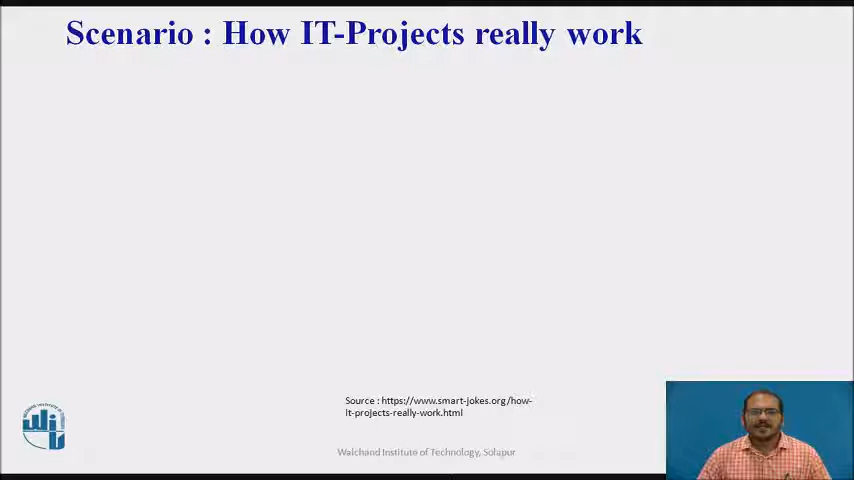 Scenario : How IT-Projects really work
Source : https://www.smart-jokes.org/how-
it-projects-really-work.html
Walchand Institute of Technology, Solapur